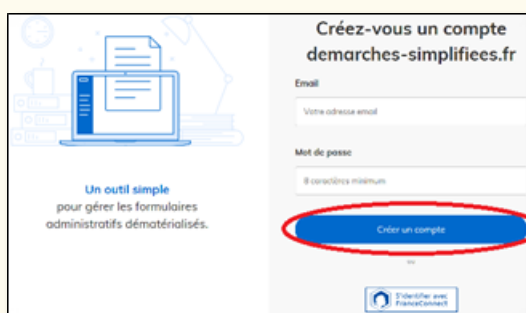 Créez-vous un compte
demarches-simplifiees.fr
Email
Votre adresse email
Mot de passe
8 caractères minimum
Créer un compte
ou
S'identifier avec
FranceConnect
Un outil simple
pour gérer les formulaires
administratifs dématérialisés.